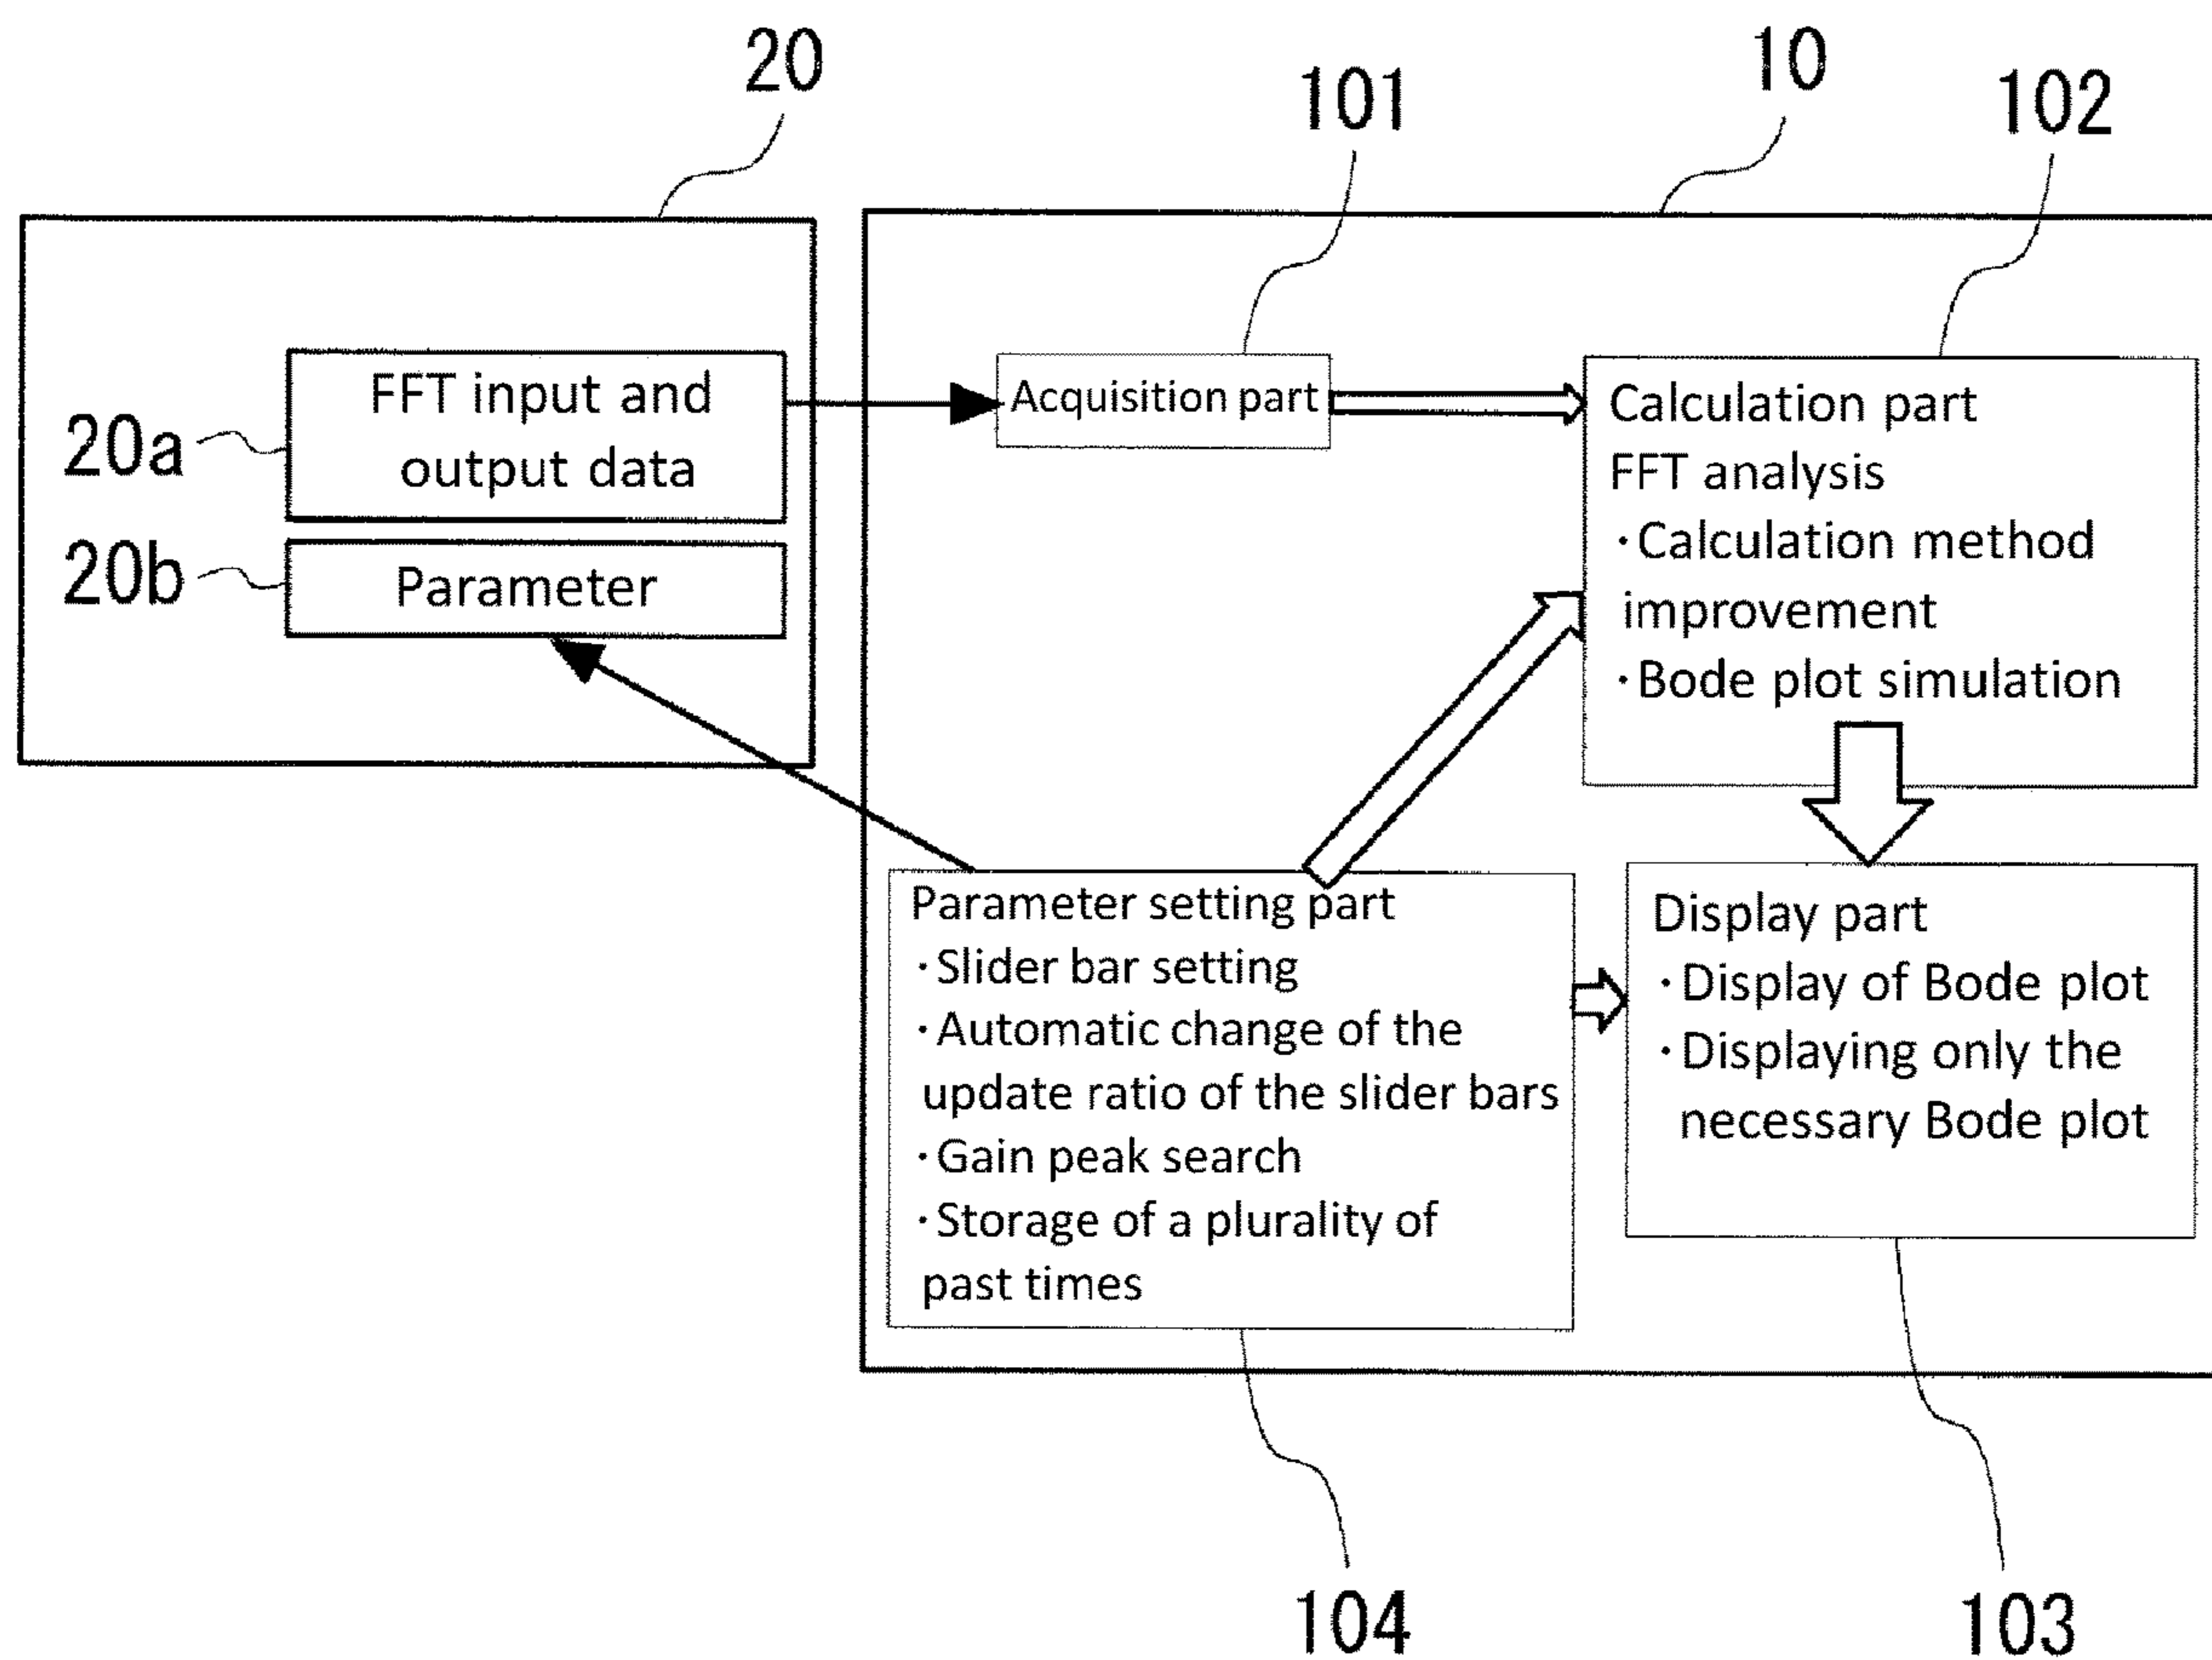 20
10
101
102
FFT input and
output data
20a
Parameter
20b
Acquisition part
Calculation part
FFT analysis
・Calculation method
improvement
・Bode plot simulation
Parameter setting part
・Slider bar setting
・Automatic change of the
update ratio of the slider bars
・Gain peak search
・Storage of a plurality of
past times
Display part
・Display of Bode plot
・Displaying only the
necessary Bode plot
104
103